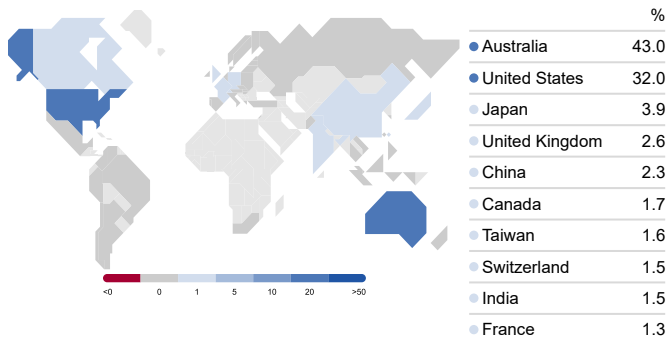 %
Australia 43.0
United States 32.0
Japan 3.9
United Kingdom 2.6
China 2.3
Canada 1.7
Taiwan 1.6
Switzerland 1.5
India 1.5
France 1.3
<0 0 1 5 10 20 >50